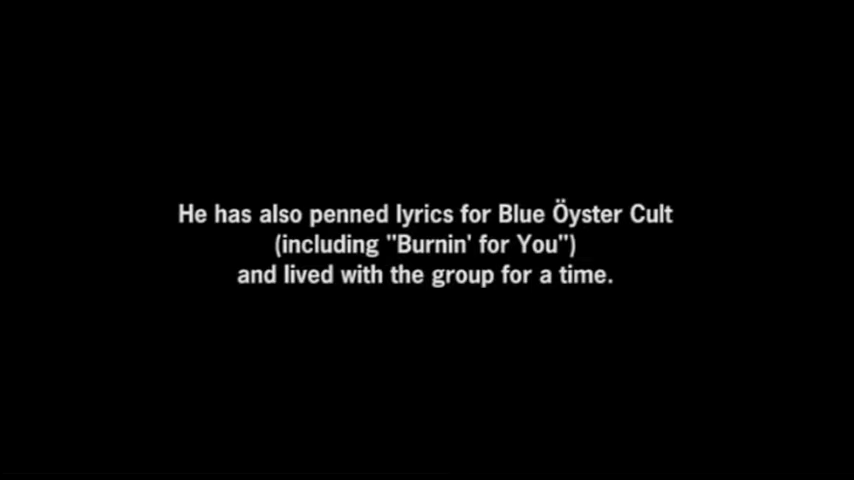 He has also penned lyrics for Blue Öyster Cult
(including "Burnin' for You")
and lived with the group for a time.